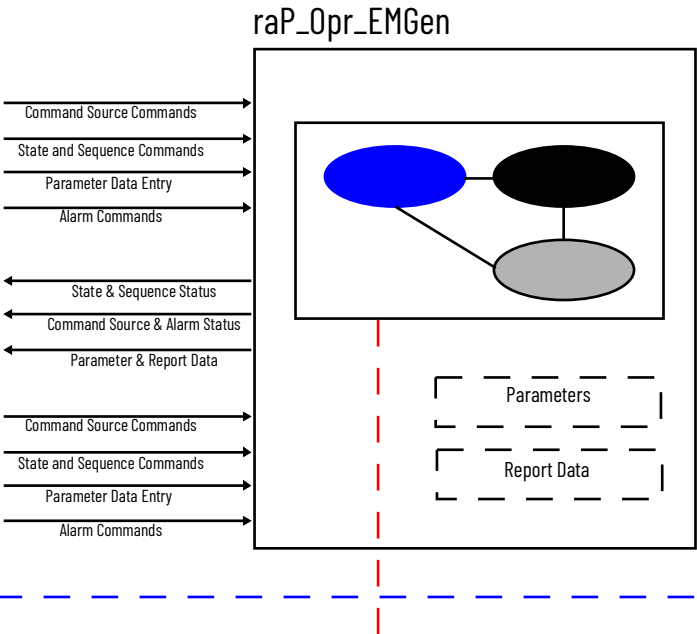 raP_Opr_EMGen
Command Source Commands
State and Sequence Commands
Parameter Data Entry
Alarm Commands
State & Sequence Status
Command Source & Alarm Status
Parameter & Report Data
Parameters
Command Source Commands
State and Sequence Commands
Report Data
Parameter Data Entry
Alarm Commands